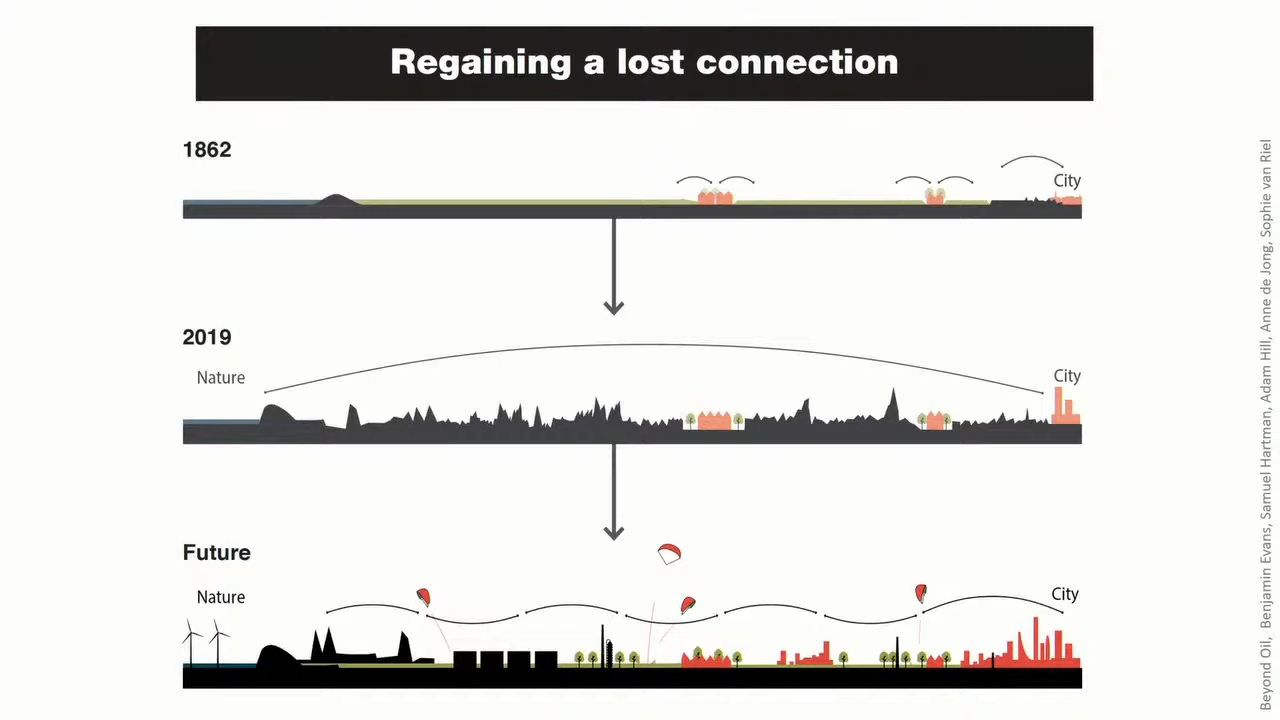 Regaining a lost connection
1862
City
2019
Nature
City
Future
Nature
City
Beyond Oil, Benjamin Evans, Samuel Hartman, Adam Hill, Anne de Jong, Sophie van Riel